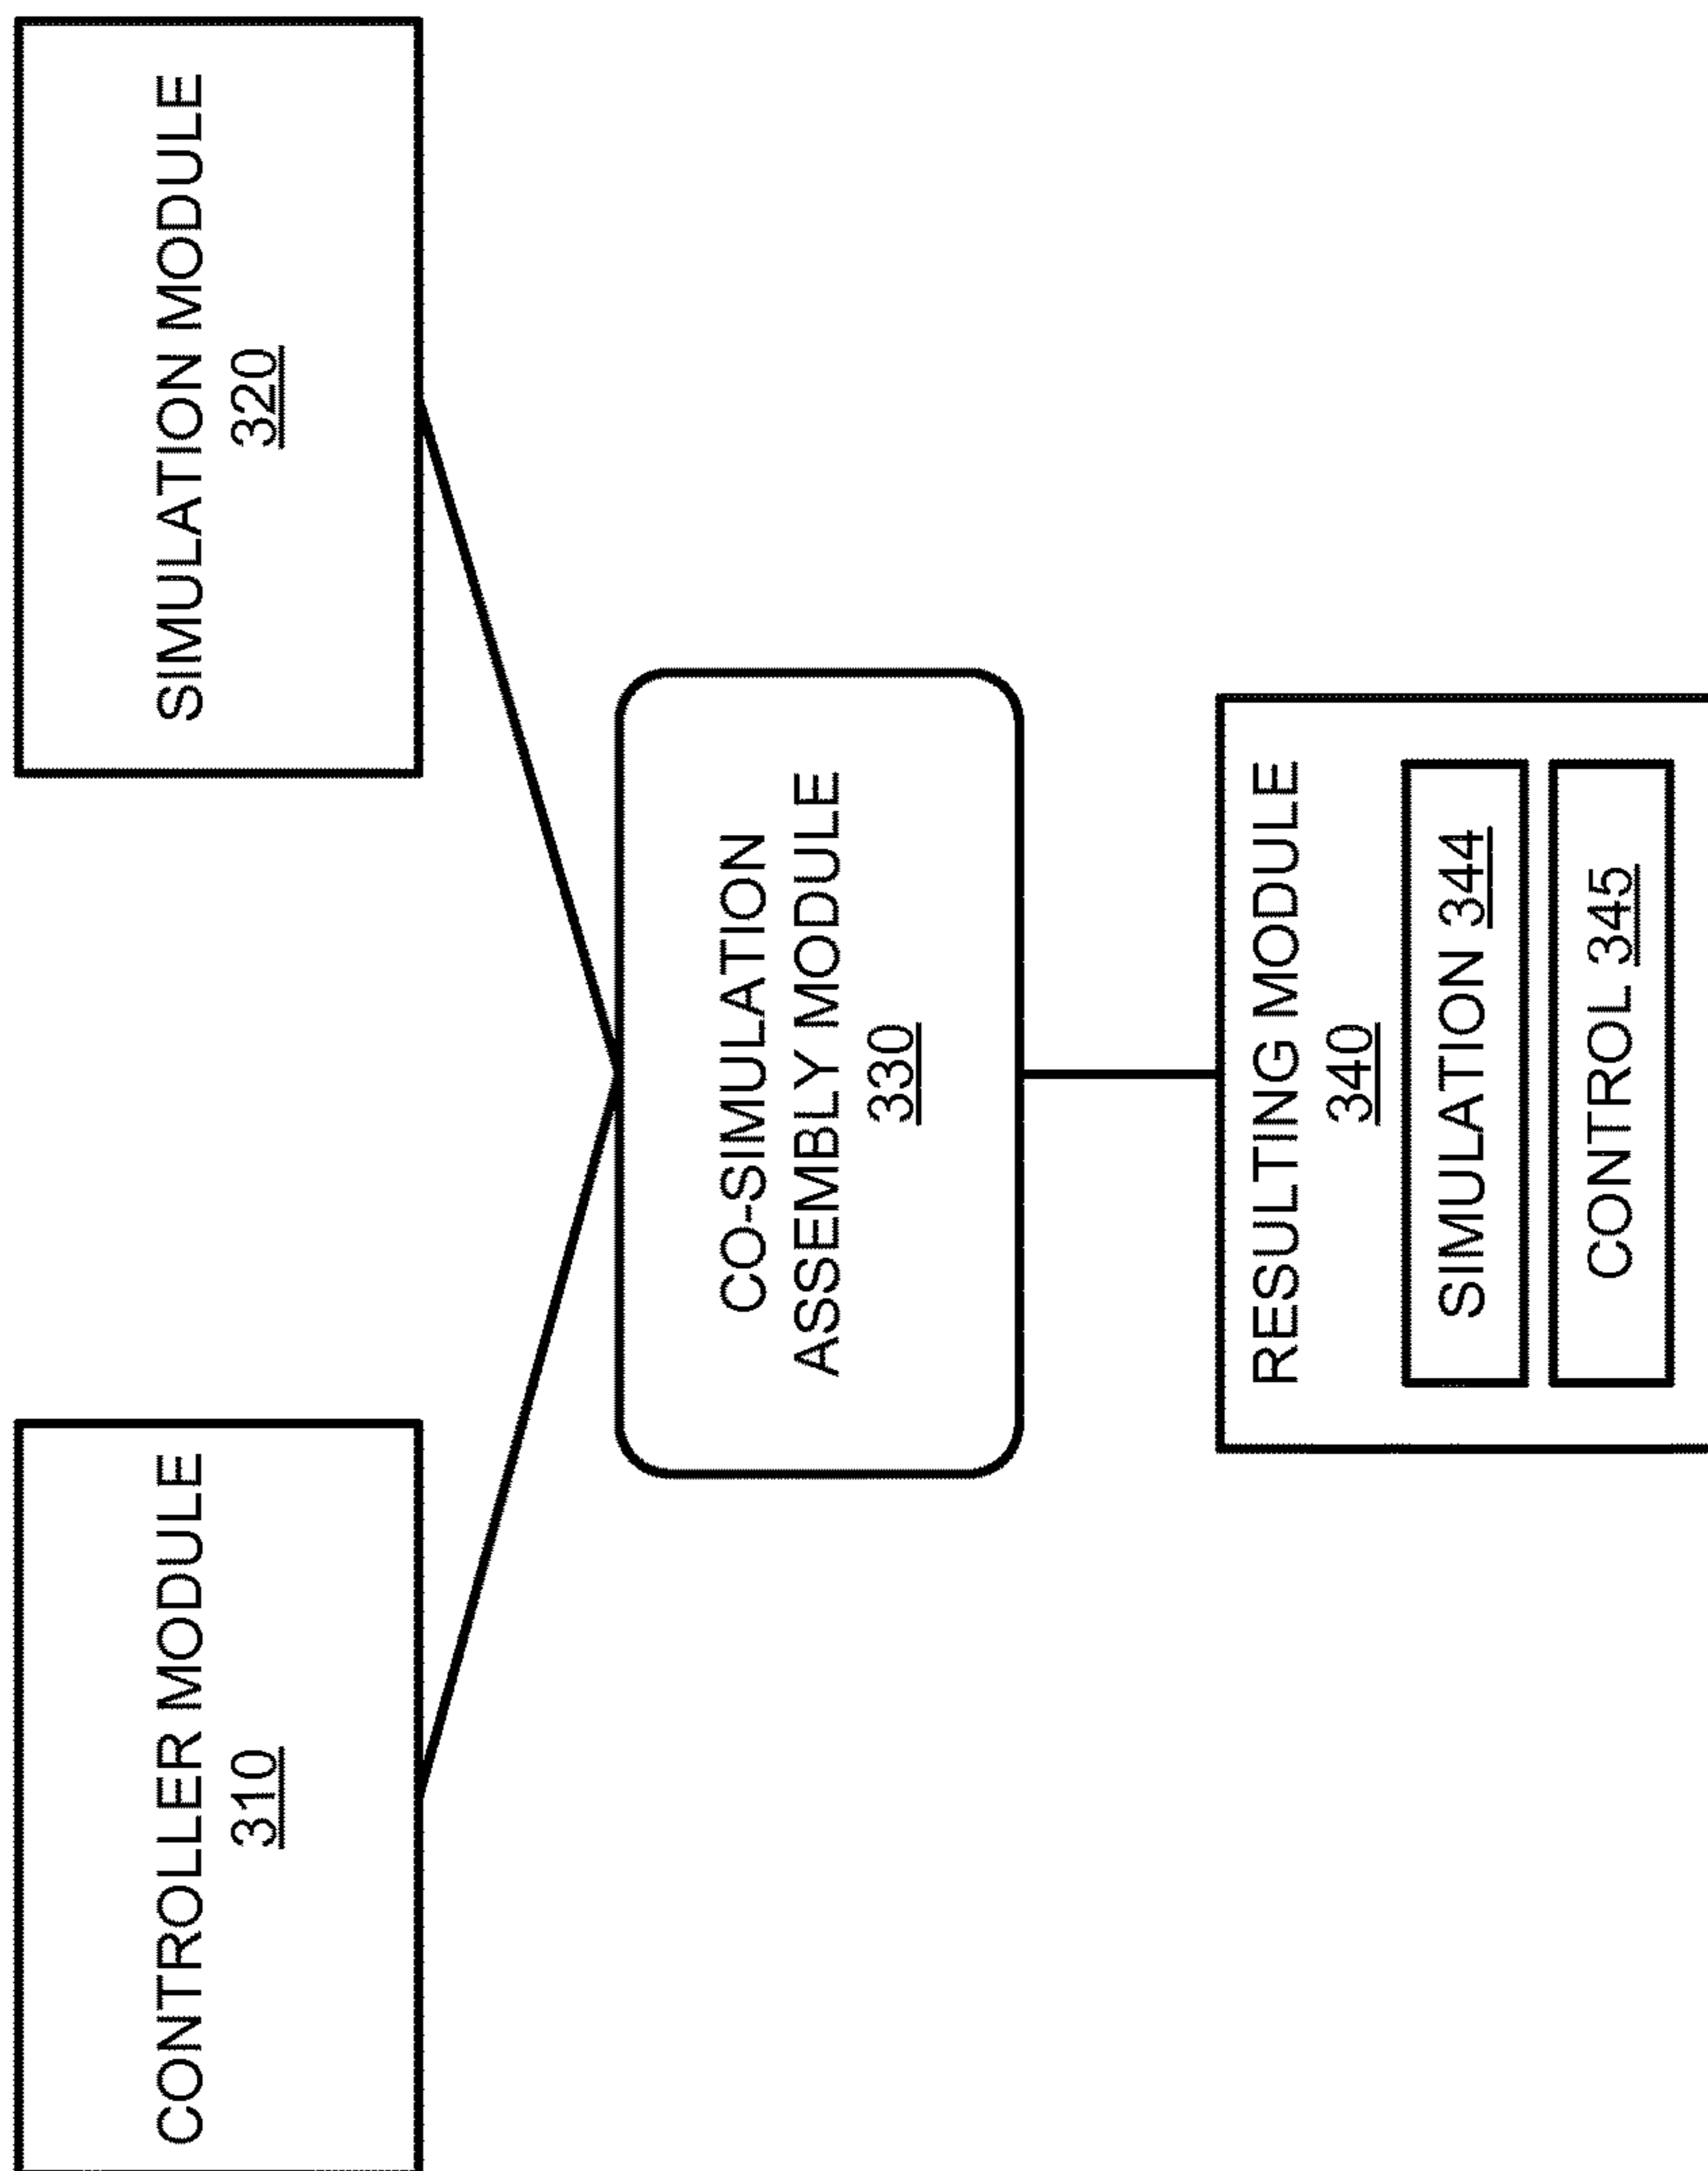 CONTROLLER MODULE
310
SIMULATION MODULE
320
CO-SIMULATION
ASSEMBLY MODULE
330
RESULTING MODULE
340
SIMULATION 344
CONTROL 345